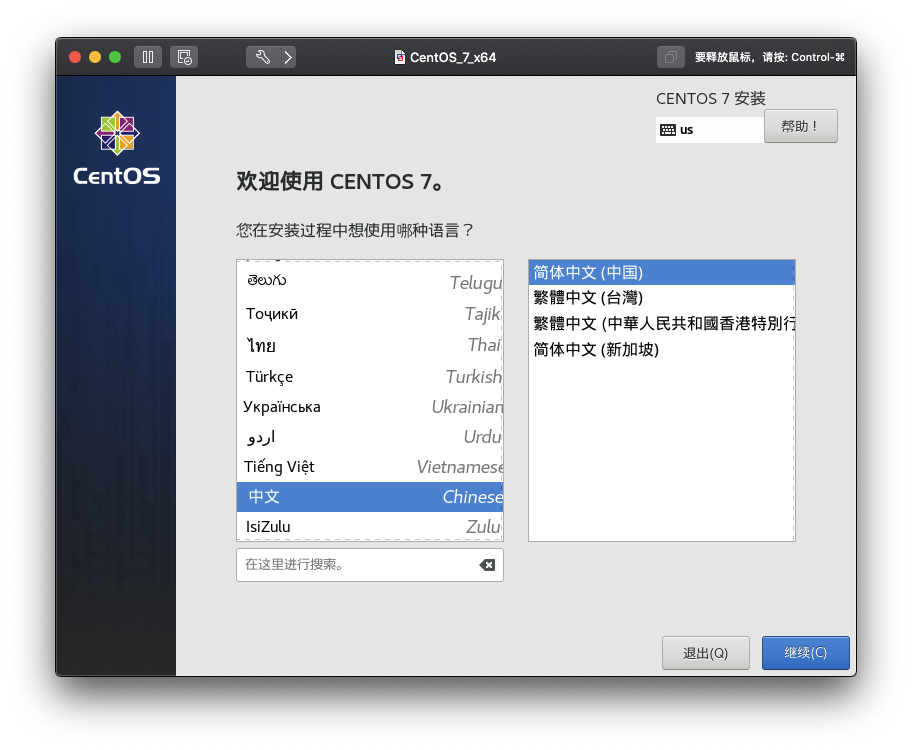 CentOS_7_x64
要释放鼠标，请按: Control-⌘
CentOS
CENTOS 7 安装
us
帮助！
欢迎使用 CENTOS 7。
您在安装过程中想使用哪种语言？
తెలుగు Telugu
Тоҷикӣ Tajik
ไทย Thai
Türkçe Turkish
Українська Ukrainian
اردو Urdu
Tiếng Việt Vietnamese
中文 Chinese
IsiZulu Zulu
简体中文 (中国)
繁體中文 (台灣)
繁體中文 (中華人民共和國香港特別行
简体中文 (新加坡)
在这里进行搜索。
退出(Q)
继续(C)